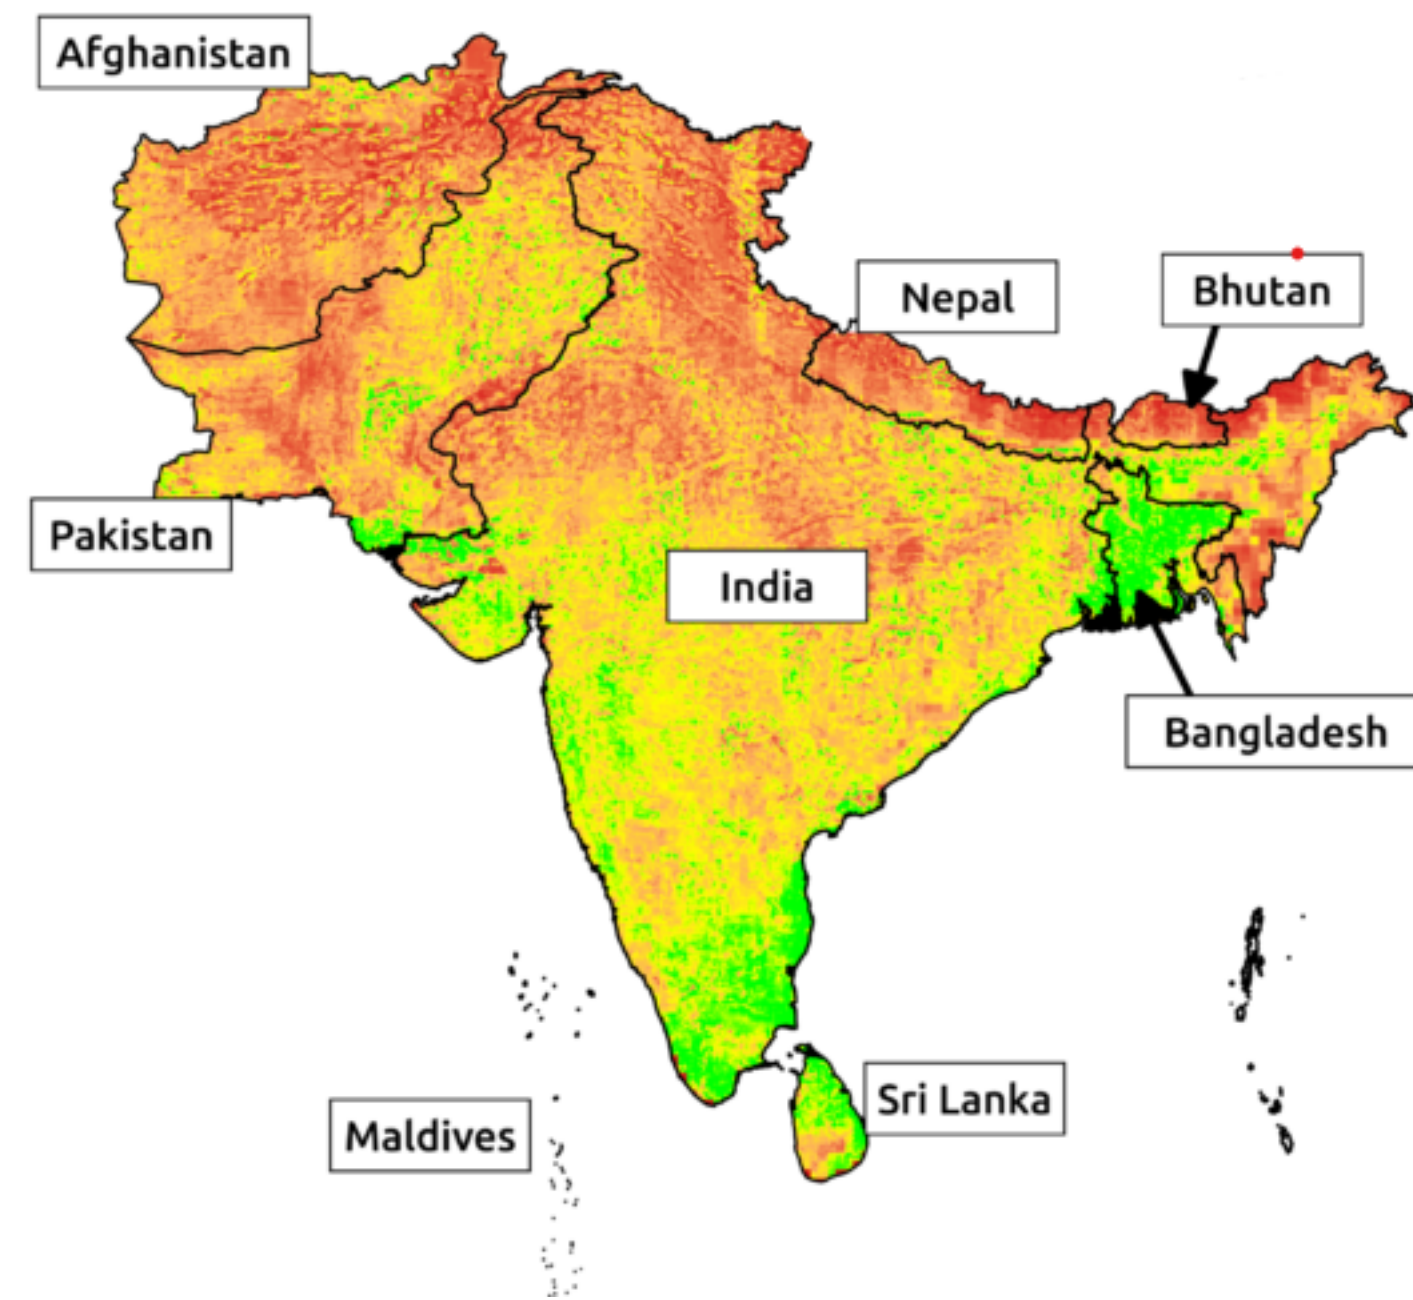 Afghanistan
Nepal
Bhutan
Pakistan
India
Bangladesh
Sri Lanka
Maldives